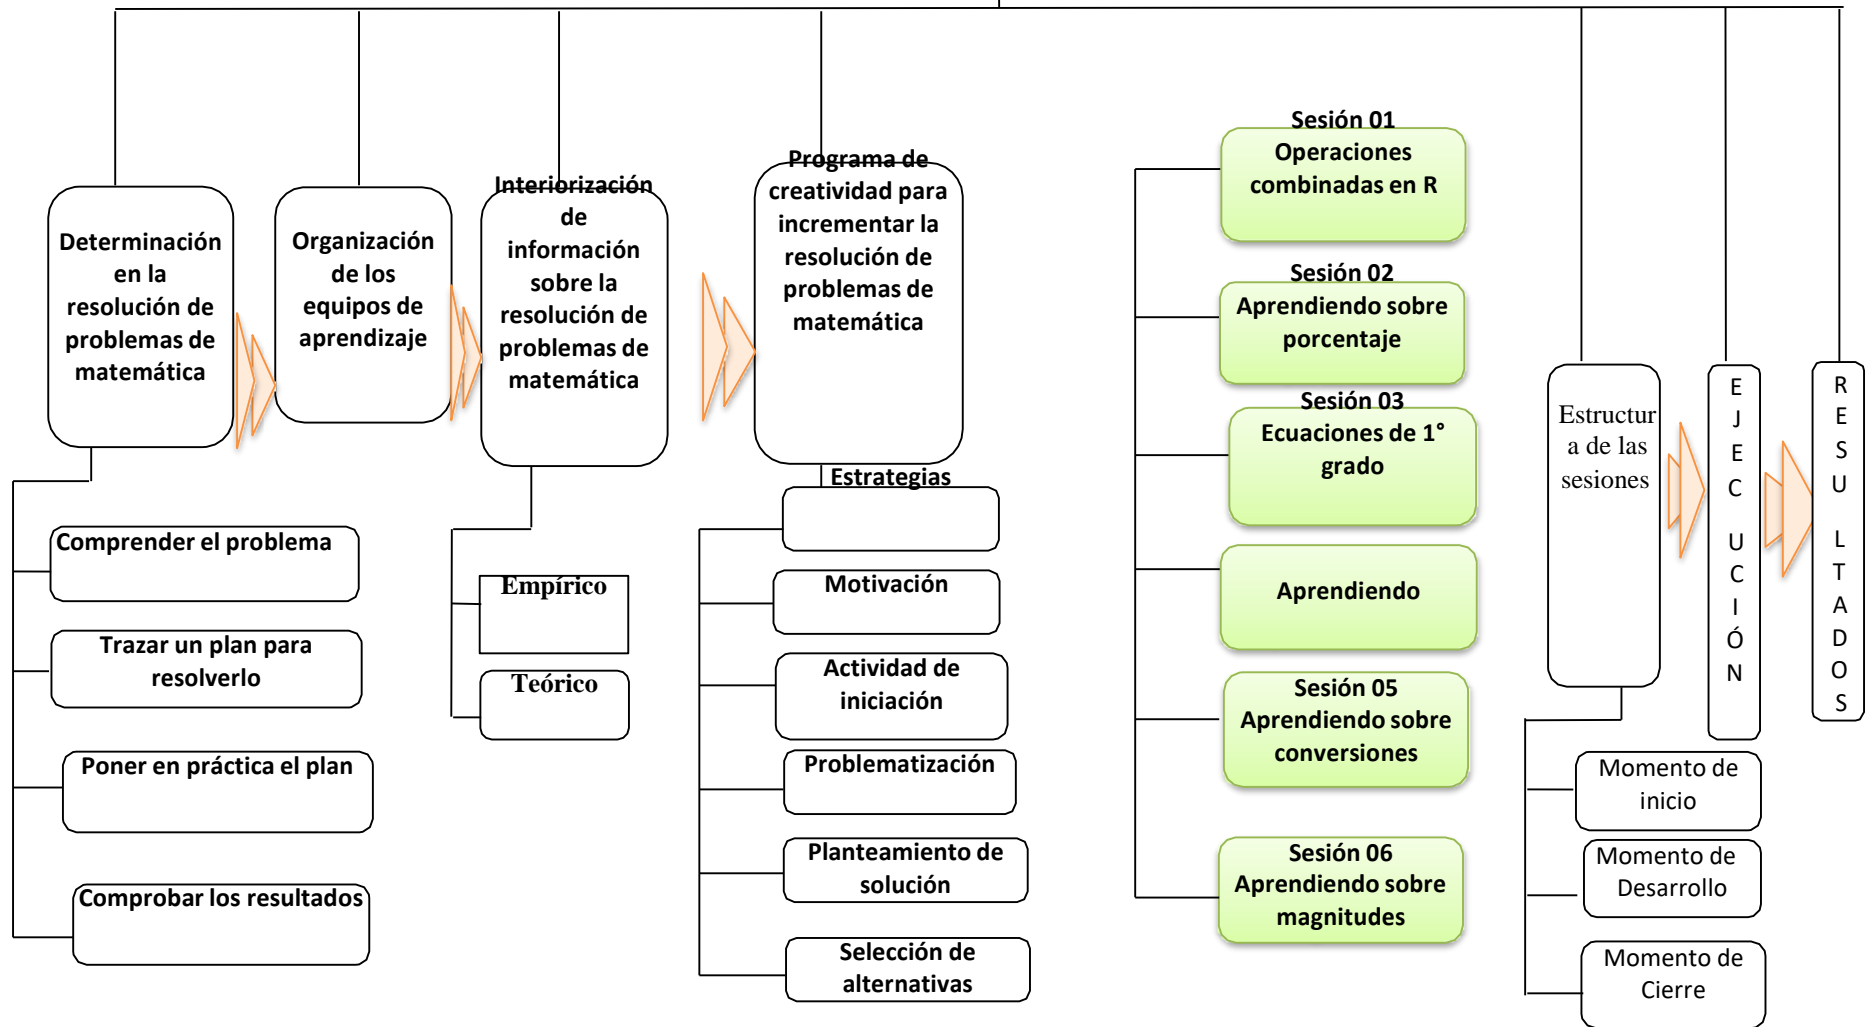 Determinación
en la
resolución de
problemas de
matemática
Organización
de los
equipos de
aprendizaje
Interiorización
de
información
sobre la
resolución de
problemas de
matemática
Programa de
creatividad para
incrementar la
resolución de
problemas de
matemática
Comprender el problema
Trazar un plan para
resolverlo
Poner en práctica el plan
Comprobar los resultados
Empírico
Teórico
Estrategias
Motivación
Actividad de
iniciación
Problematización
Planteamiento de
solución
Selección de
alternativas
Sesión 01
Operaciones
combinadas en R
Sesión 02
Aprendiendo sobre
porcentaje
Sesión 03
Ecuaciones de 1°
grado
Aprendiendo
Sesión 05
Aprendiendo sobre
conversiones
Sesión 06
Aprendiendo sobre
magnitudes
Estructur
a de las
sesiones
Momento de
inicio
Momento de
Desarrollo
Momento de
Cierre
E
J
E
C
U
C
I
Ó
N
R
E
S
U
L
T
A
D
O
S